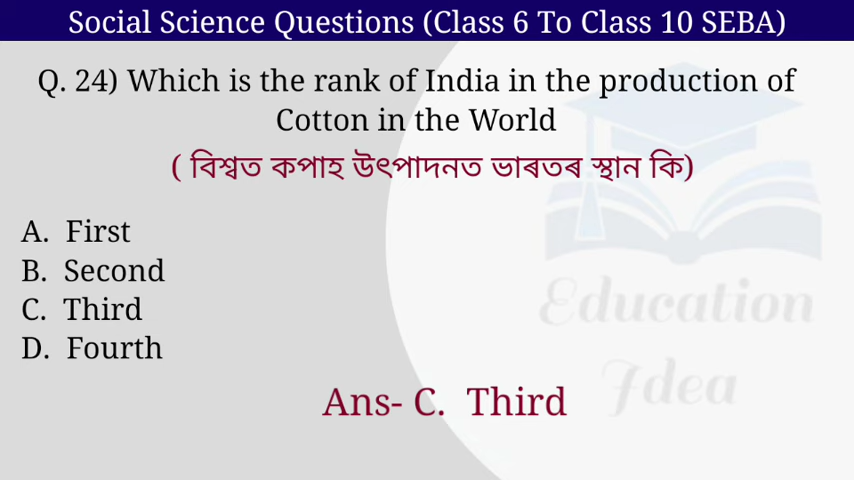 Social Science Questions (Class 6 To Class 10 SEBA)
Q. 24) Which is the rank of India in the production of
Cotton in the World
( বিশ্বত কপাহ উৎপাদনত ভাৰতৰ স্থান কি)
A. First
B. Second
C. Third
D. Fourth
Ans- C. Third
Education
Idea